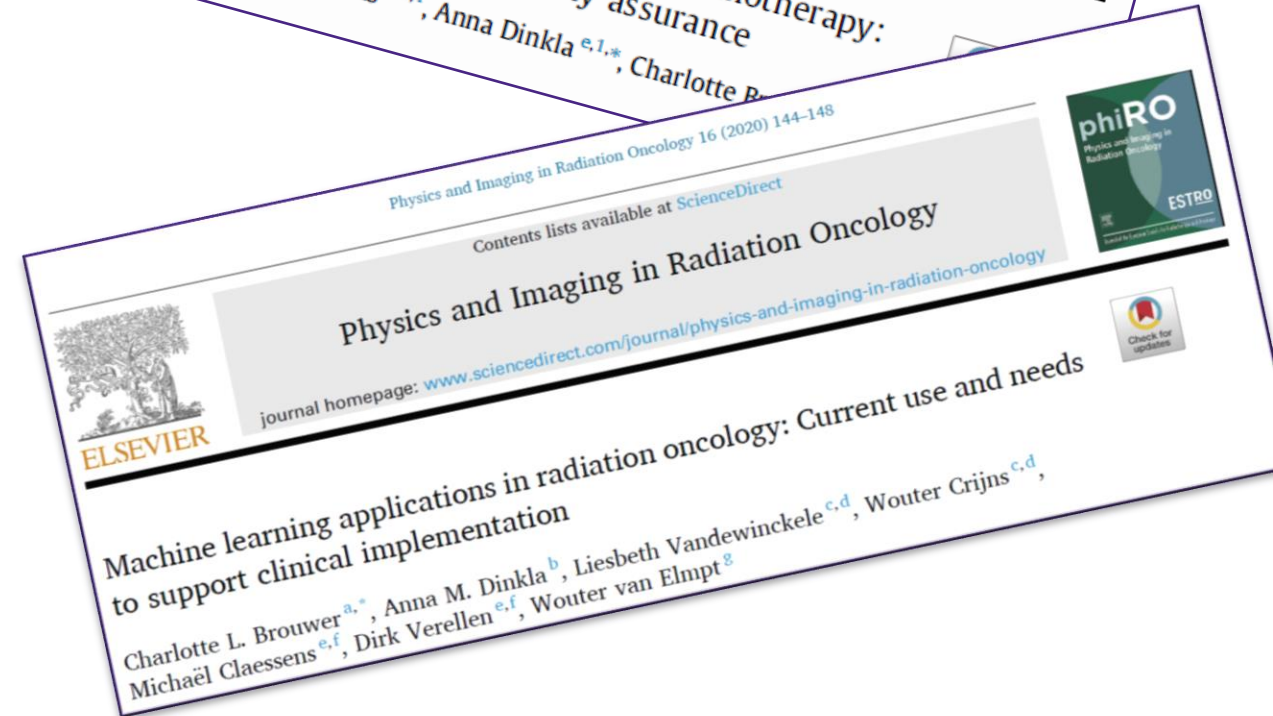 otherapy:
assurance
, Anna Dinkla e,1,*, Charlotte
Physics and Imaging in Radiation Oncology 16 (2020) 144–148
Contents lists available at ScienceDirect
Physics and Imaging in Radiation Oncology
journal homepage: www.sciencedirect.com/journal/physics-and-imaging-in-radiation-oncology
ELSEVIER
phiRO
Physics and Imaging in
Radiation Oncology
ESTRO
Check for
updates
Machine learning applications in radiation oncology: Current use and needs
to support clinical implementation
Charlotte L. Brouwer a,*, Anna M. Dinkla b, Liesbeth Vandewinckele c,d, Wouter Crijns c,d,
Michaël Claessens e,f, Dirk Verellen e,f, Wouter van Elmpt g